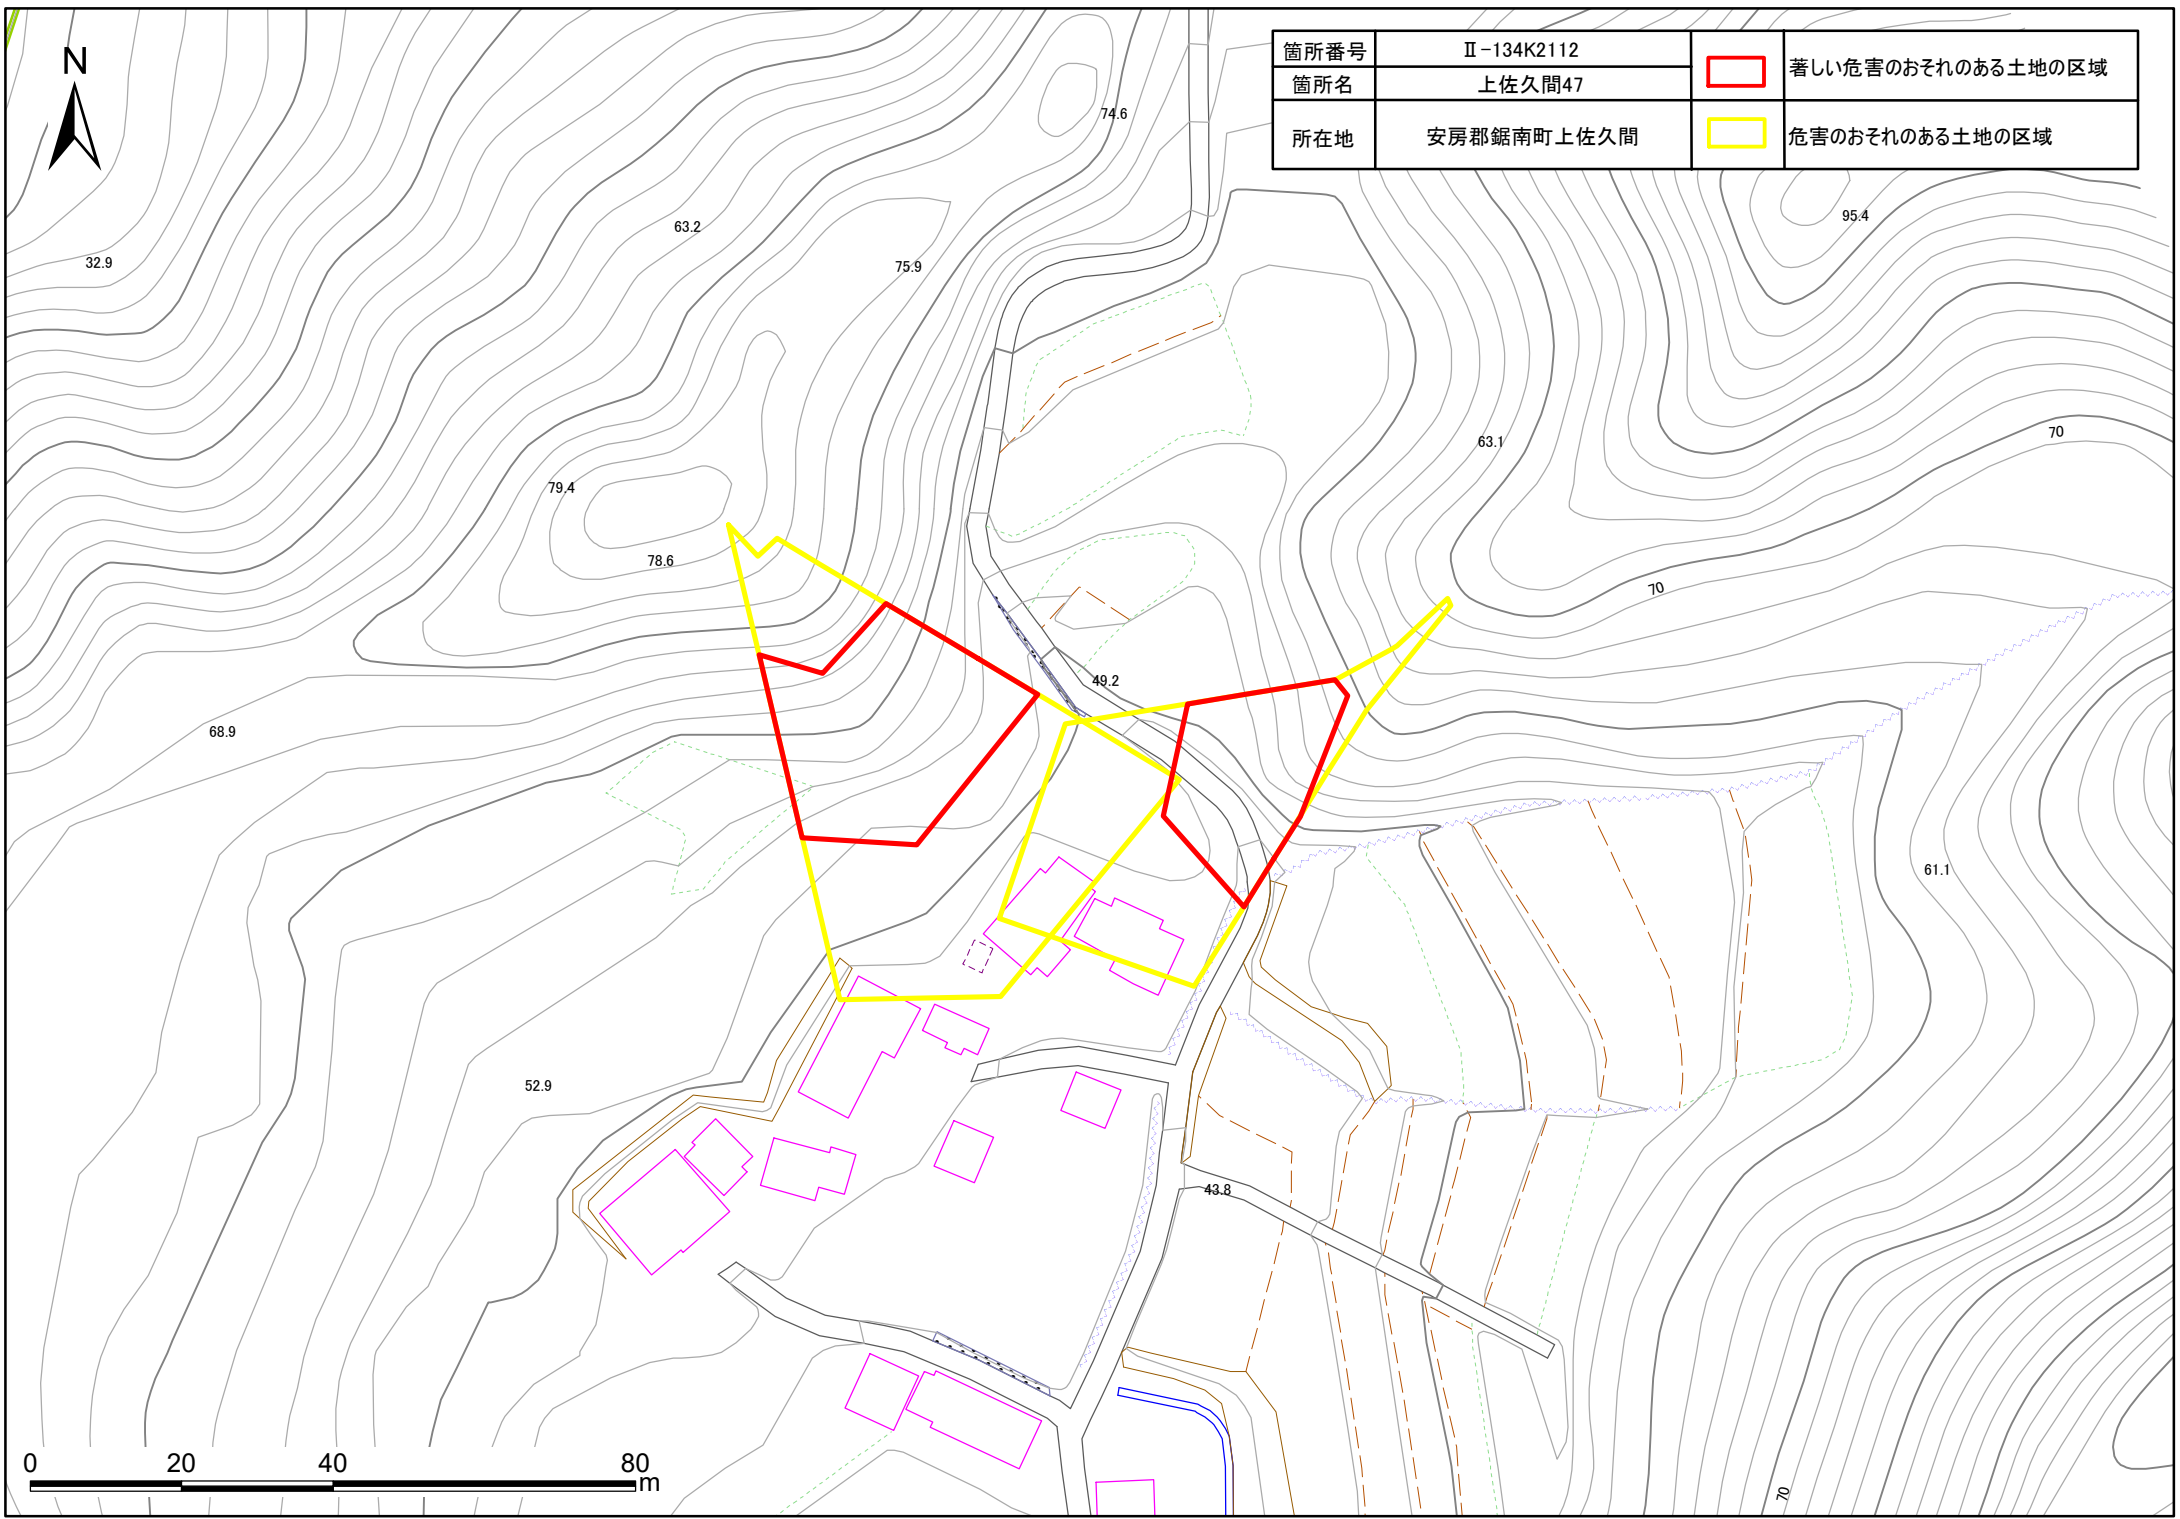 N
箇所番号
Ⅱ-134K2112
著しい危害のおそれのある土地の区域
箇所名
上佐久間47
所在地
安房郡鋸南町上佐久間
危害のおそれのある土地の区域
74.6
95.4
63.2
32.9
75.9
63.1
70
79.4
78.6
70
49.2
68.9
61.1
52.9
43.8
70
0
20
40
80
m